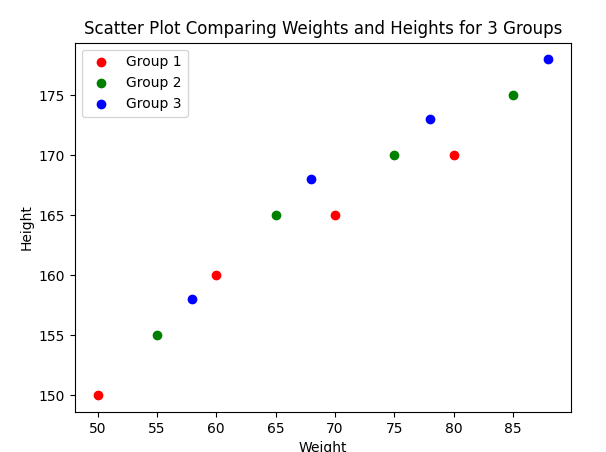 Scatter Plot Comparing Weights and Heights for 3 Groups
Group 1
Group 2
Group 3
175
170
165
160
155
150
Height
50 55 60 65 70 75 80 85
Weight